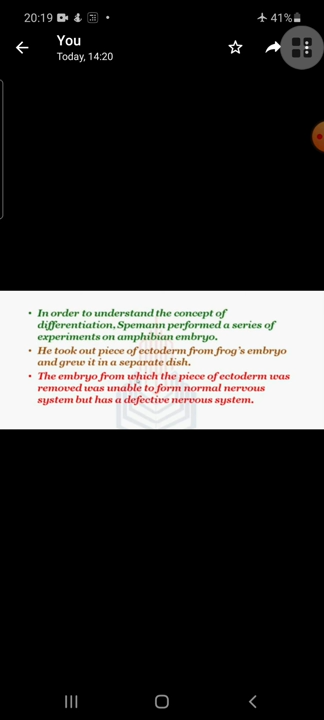 20:19
41%
You
Today, 14:20
• In order to understand the concept of
differentiation, Spemann performed a series of
experiments on amphibian embryo.
• He took out piece of ectoderm from frog's embryo
and grew it in a separate dish.
• The embryo from which the piece of ectoderm was
removed was unable to form normal nervous
system but has a defective nervous system.